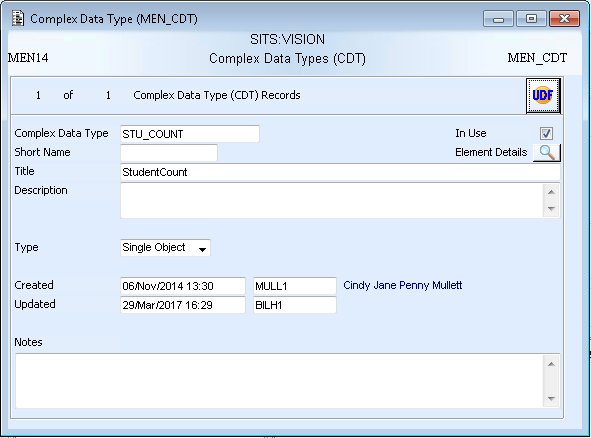 Complex Data Type (MEN_CDT)
SITS:VISION
MEN14 Complex Data Types (CDT) MEN_CDT
1 of 1 Complex Data Type (CDT) Records UDF
Complex Data Type STU_COUNT In Use
Short Name Element Details
Title StudentCount
Description
Type Single Object
Created 06/Nov/2014 13:30 MULL1 Cindy Jane Penny Mullett
Updated 29/Mar/2017 16:29 BILH1
Notes